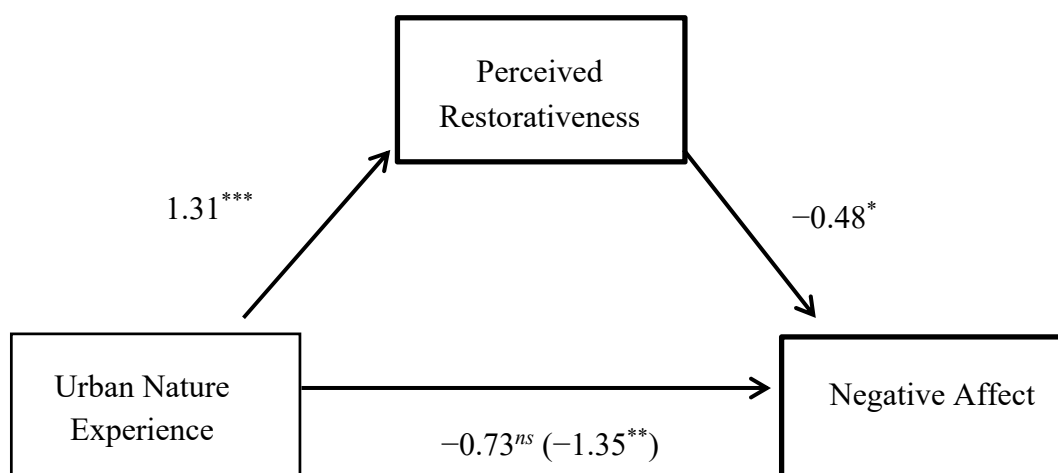 Perceived
Restorativeness
1.31***
−0.48*
Urban Nature
Experience
Negative Affect
−0.73ns (−1.35**)